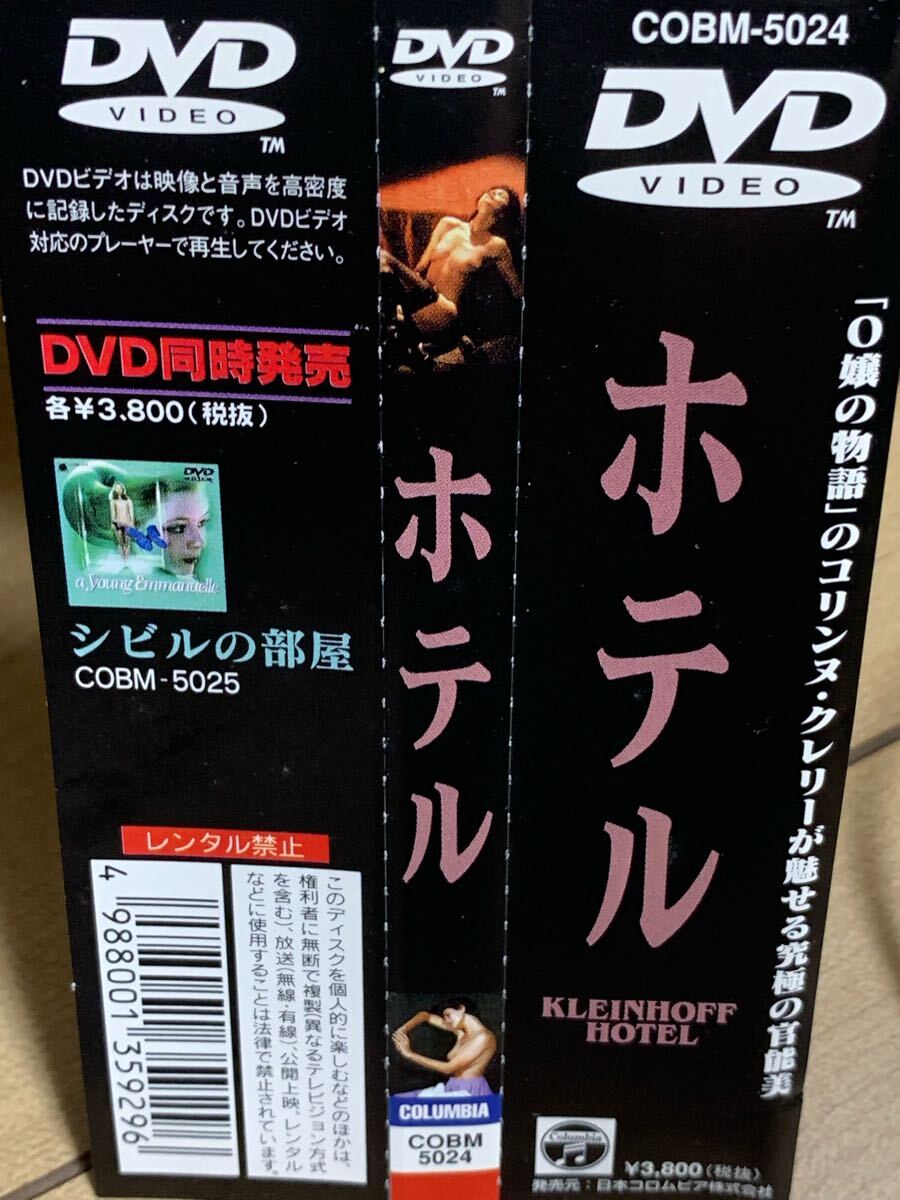 DVD
VIDEO
TM
DVDビデオは映像と音声を高密度
に記録したディスクです。DVDビデオ
対応のプレーヤーで再生してください。
DVD同時発売
各¥3,800(税抜)
DVD
a young Emmanuelle
シビルの部屋
COBM-5025
レンタル禁止
このディスクを個人的に楽しむなどのほかは、
権利者に無断で複製(異なるテレビジョン方式
を含む)、放送(無線・有線)、公開上映、レンタル
などに使用することは法律で禁止されています。
4 988001 359296
DVD
VIDEO
TM
ホテル
COLUMBIA
COBM
5024
COBM-5024
DVD
VIDEO
TM
「O嬢の物語」のコリンヌ・クレリーが魅せる究極の官能美
ホテル
KLEINHOFF
HOTEL
Columbia
¥3,800(税抜)
発売元:日本コロムビア株式会社